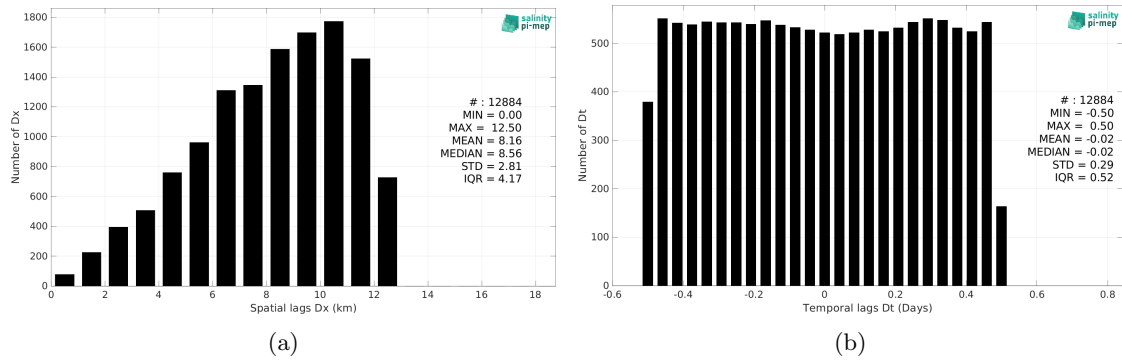 salinity
pi-mep
1800
1600
1400
1200
1000
800
600
400
200
0
Number of Dx
# : 12884
MIN = 0.00
MAX = 12.50
MEAN = 8.16
MEDIAN = 8.56
STD = 2.81
IQR = 4.17
0 2 4 6 8 10 12 14 16 18
Spatial lags Dx (km)
(a)
salinity
pi-mep
500
400
300
200
100
0
Number of Dt
# : 12884
MIN = -0.50
MAX = 0.50
MEAN = -0.02
MEDIAN = -0.02
STD = 0.29
IQR = 0.52
-0.6 -0.4 -0.2 0 0.2 0.4 0.6 0.8
Temporal lags Dt (Days)
(b)